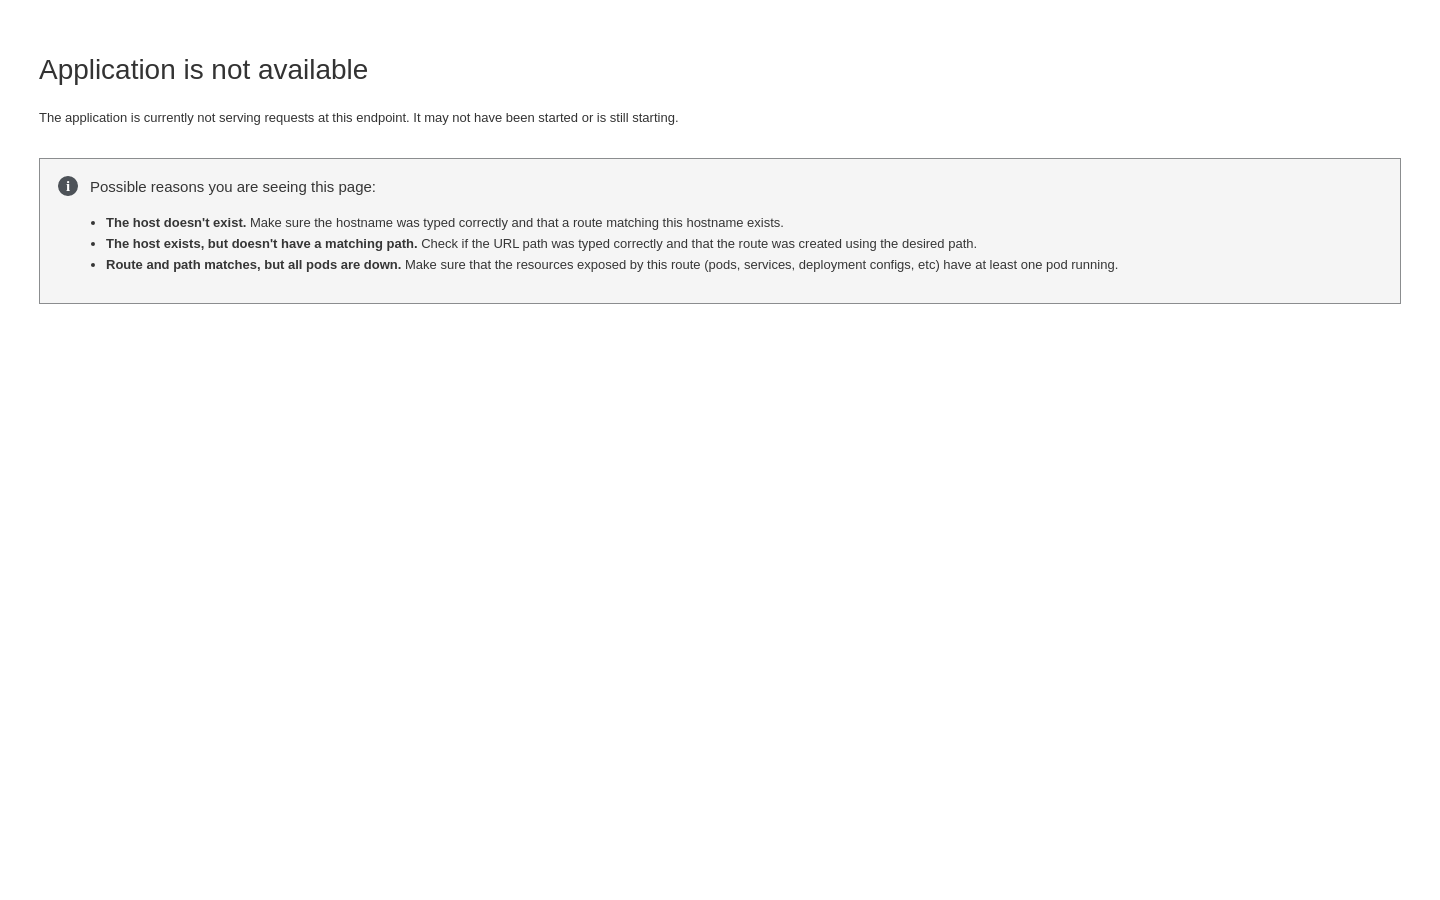 Application is not available
The application is currently not serving requests at this endpoint. It may not have been started or is still starting.
Possible reasons you are seeing this page:
The host doesn't exist. Make sure the hostname was typed correctly and that a route matching this hostname exists.
The host exists, but doesn't have a matching path. Check if the URL path was typed correctly and that the route was created using the desired path.
Route and path matches, but all pods are down. Make sure that the resources exposed by this route (pods, services, deployment configs, etc) have at least one pod running.